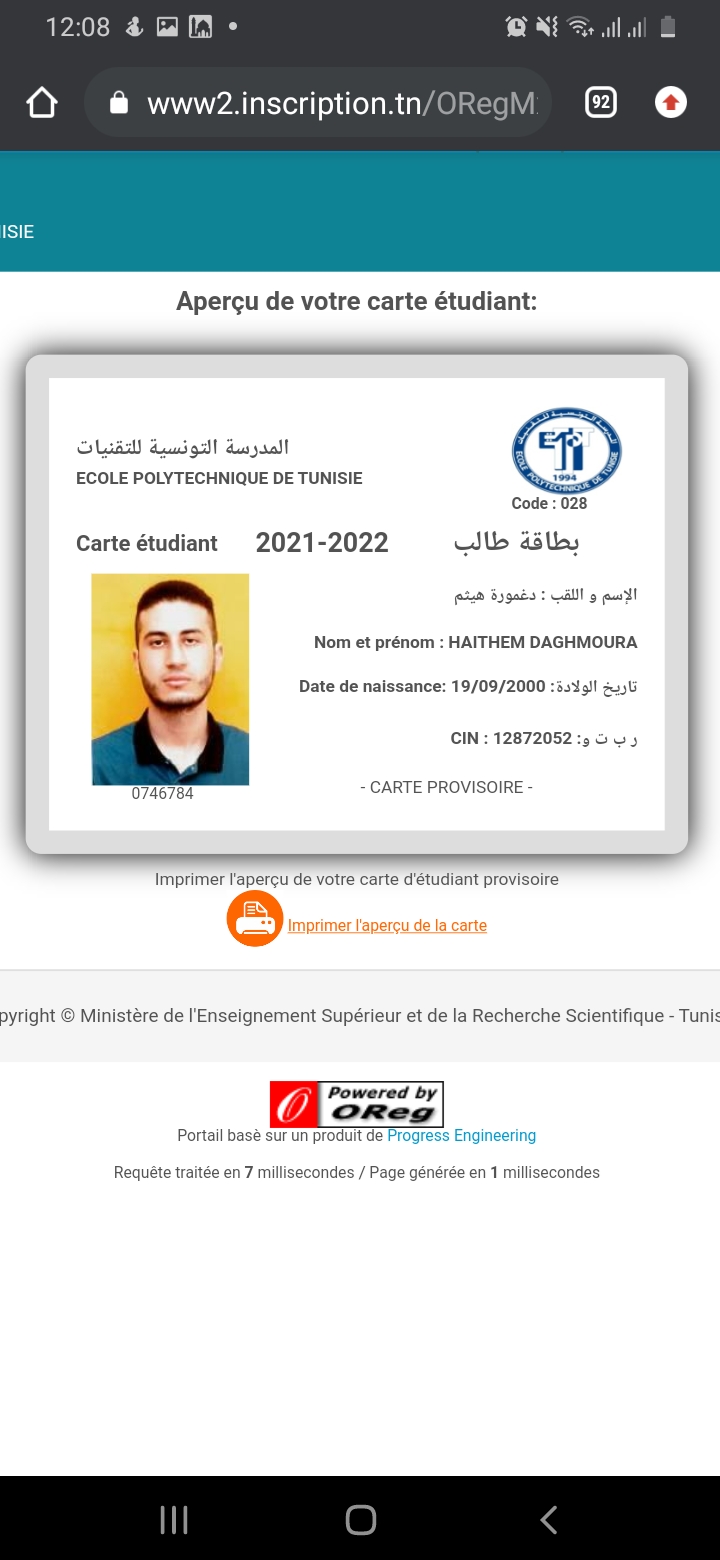 12:08
92
www2.inscription.tn/ORegM
ISIE
Aperçu de votre carte étudiant:
المدرسة التونسية للتقنيات
ECOLE POLYTECHNIQUE DE TUNISIE
EPT
1994
ECOLE POLYTECHNIQUE DE TUNISIE
Code : 028
Carte étudiant 2021-2022 بطاقة طالب
الإسم و اللقب : دغمورة هيثم
Nom et prénom : HAITHEM DAGHMOURA
Date de naissance: 19/09/2000 :تاريخ الولادة
CIN : 12872052 :ر ب ت و
0746784
- CARTE PROVISOIRE -
Imprimer l'aperçu de votre carte d'étudiant provisoire
Imprimer l'aperçu de la carte
pyright © Ministère de l'Enseignement Supérieur et de la Recherche Scientifique - Tunis
Powered by
OReg
Portail basè sur un produit de Progress Engineering
Requête traitée en 7 millisecondes / Page générée en 1 millisecondes